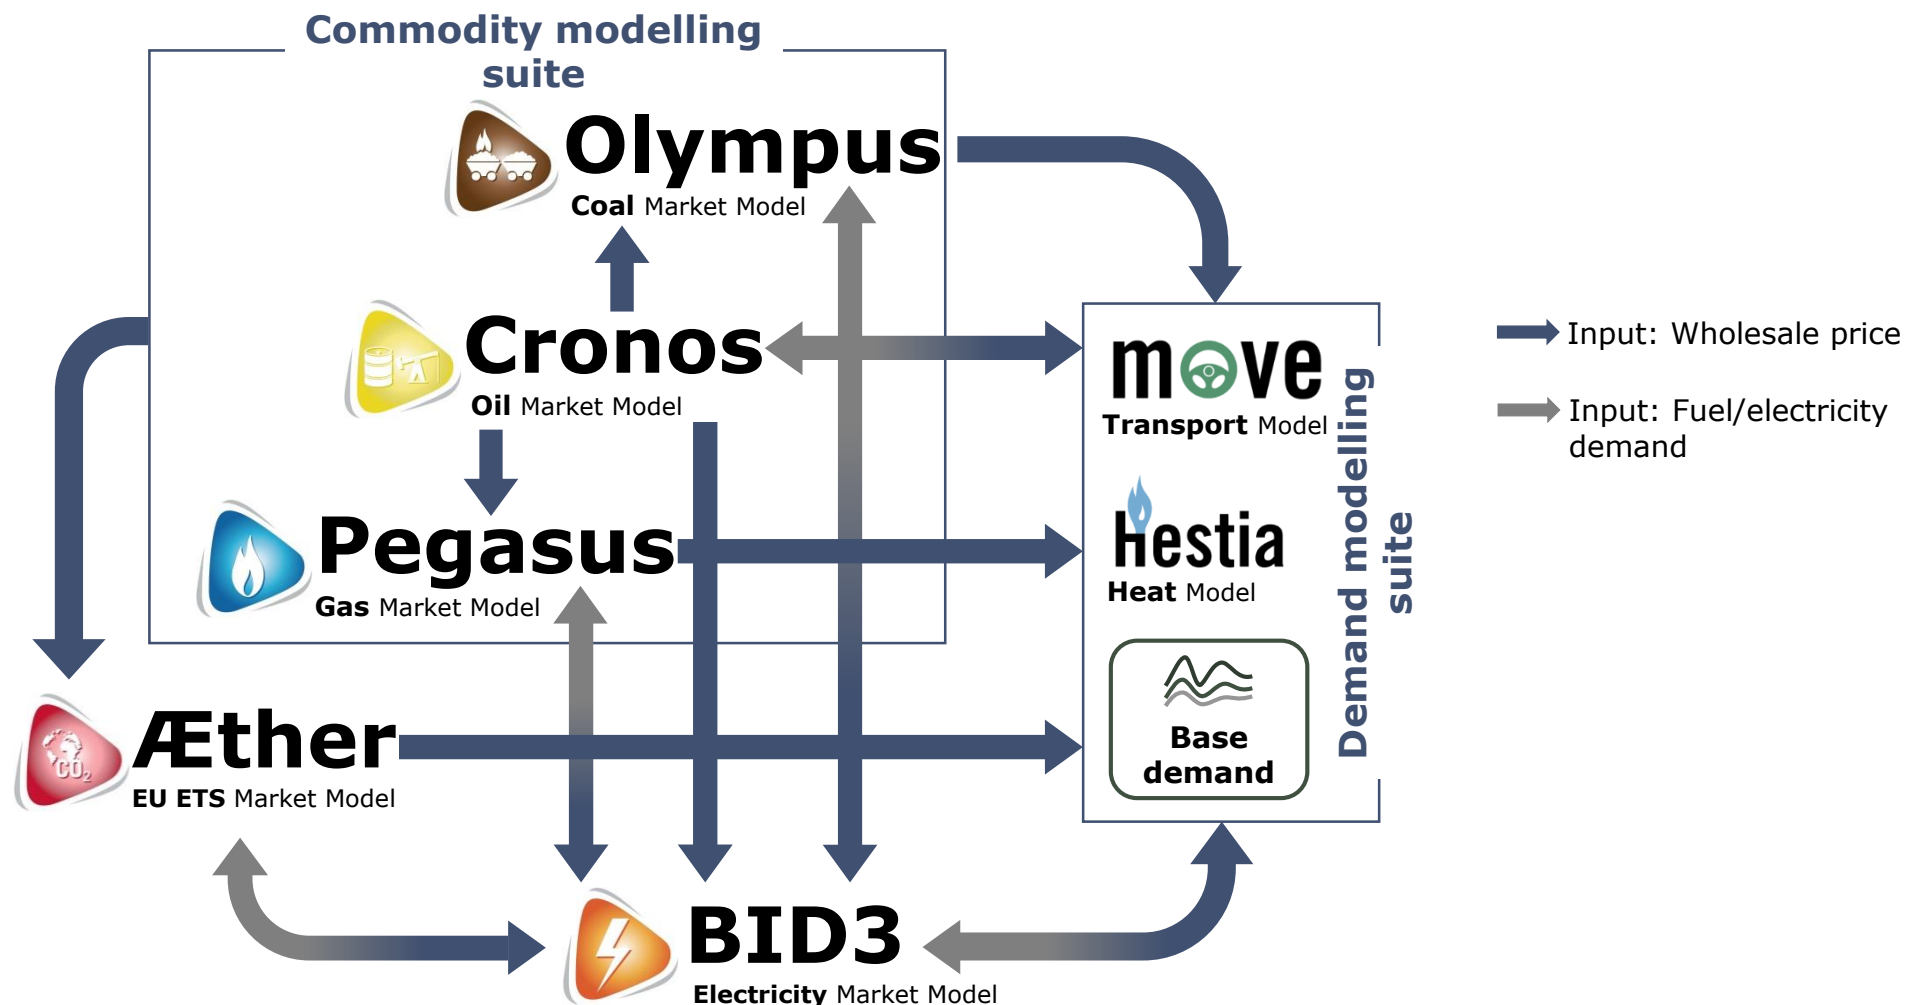 Commodity modelling
suite
Olympus
Coal Market Model
Cronos
Oil Market Model
Pegasus
Gas Market Model
Æther
EU ETS Market Model
CO2
BID3
Electricity Market Model
move
Transport Model
Hestia
Heat Model
Base
demand
Demand modelling
suite
Input: Wholesale price
Input: Fuel/electricity
demand